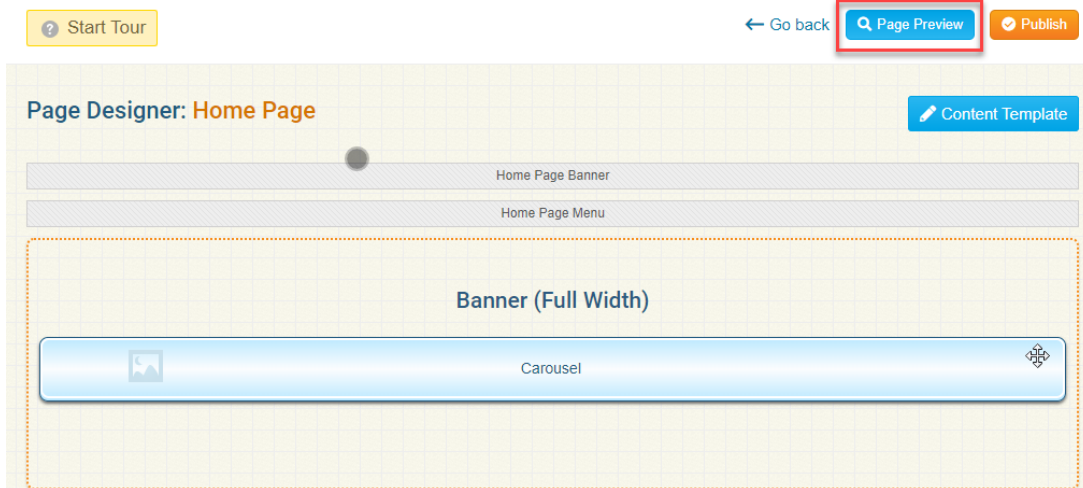 Start Tour
Go back
Page Preview
Publish
Page Designer: Home Page
Content Template
Home Page Banner
Home Page Menu
Banner (Full Width)
Carousel